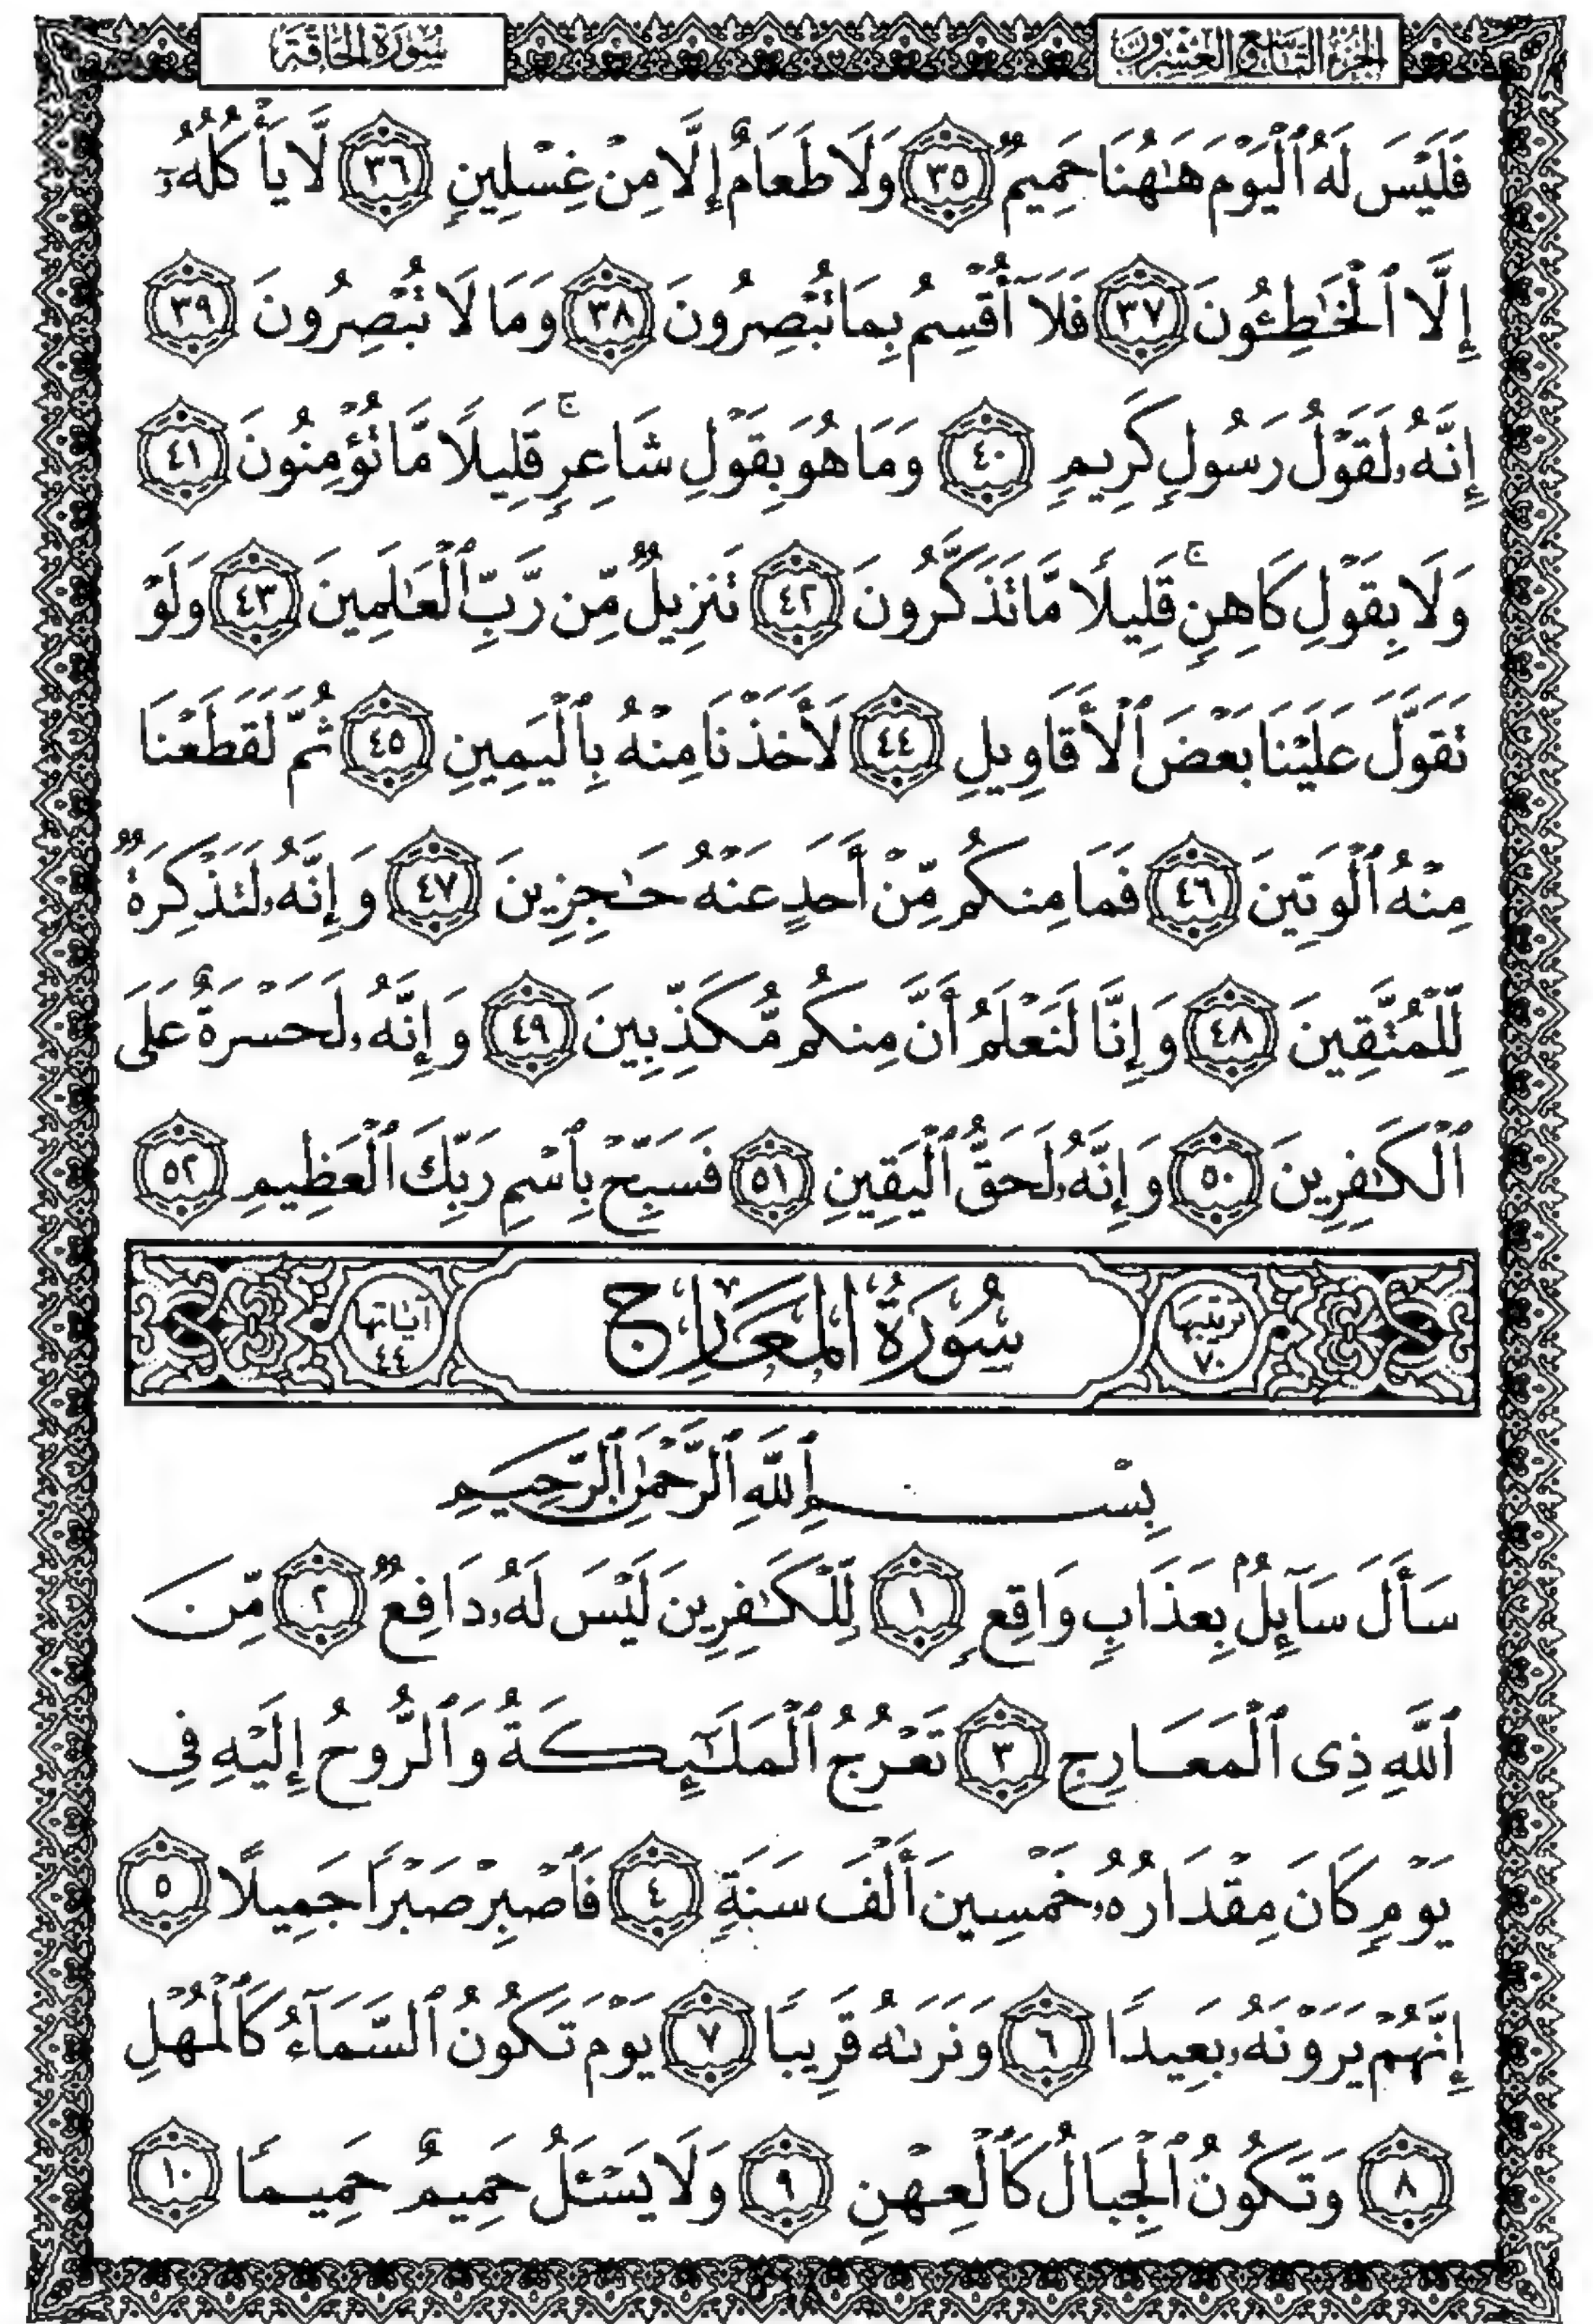 الجزء التاسع والعشرون
سورة الحاقة
فَلَيْسَ لَهُ ٱلْيَوْمَ هَـٰهُنَا حَمِيمٌ ٣٥ وَلَا طَعَامٌ إِلَّا مِنْ غِسْلِينٍ ٣٦ لَّا يَأْكُلُهُۥٓ
إِلَّا ٱلْخَـٰطِـُٔونَ ٣٧ فَلَآ أُقْسِمُ بِمَا تُبْصِرُونَ ٣٨ وَمَا لَا تُبْصِرُونَ ٣٩
إِنَّهُۥ لَقَوْلُ رَسُولٍ كَرِيمٍ ٤٠ وَمَا هُوَ بِقَوْلِ شَاعِرٍ ۚ قَلِيلًا مَّا تُؤْمِنُونَ ٤١
وَلَا بِقَوْلِ كَاهِنٍ ۚ قَلِيلًا مَّا تَذَكَّرُونَ ٤٢ تَنزِيلٌ مِّن رَّبِّ ٱلْعَـٰلَمِينَ ٤٣ وَلَوْ
تَقَوَّلَ عَلَيْنَا بَعْضَ ٱلْأَقَاوِيلِ ٤٤ لَأَخَذْنَا مِنْهُ بِٱلْيَمِينِ ٤٥ ثُمَّ لَقَطَعْنَا
مِنْهُ ٱلْوَتِينَ ٤٦ فَمَا مِنكُم مِّنْ أَحَدٍ عَنْهُ حَـٰجِزِينَ ٤٧ وَإِنَّهُۥ لَتَذْكِرَةٌ
لِّلْمُتَّقِينَ ٤٨ وَإِنَّا لَنَعْلَمُ أَنَّ مِنكُم مُّكَذِّبِينَ ٤٩ وَإِنَّهُۥ لَحَسْرَةٌ عَلَى
ٱلْكَـٰفِرِينَ ٥٠ وَإِنَّهُۥ لَحَقُّ ٱلْيَقِينِ ٥١ فَسَبِّحْ بِٱسْمِ رَبِّكَ ٱلْعَظِيمِ ٥٢
ترتيبها ٧٠ سُورَةُ المَعَارِج آياتها ٤٤
بِسْمِ ٱللَّهِ ٱلرَّحْمَـٰنِ ٱلرَّحِيمِ
سَأَلَ سَآئِلٌۢ بِعَذَابٍ وَاقِعٍ ١ لِّلْكَـٰفِرِينَ لَيْسَ لَهُۥ دَافِعٌ ٢ مِّنَ
ٱللَّهِ ذِى ٱلْمَعَارِجِ ٣ تَعْرُجُ ٱلْمَلَـٰٓئِكَةُ وَٱلرُّوحُ إِلَيْهِ فِى
يَوْمٍ كَانَ مِقْدَارُهُۥ خَمْسِينَ أَلْفَ سَنَةٍ ٤ فَٱصْبِرْ صَبْرًا جَمِيلًا ٥
إِنَّهُمْ يَرَوْنَهُۥ بَعِيدًا ٦ وَنَرَىٰهُ قَرِيبًا ٧ يَوْمَ تَكُونُ ٱلسَّمَآءُ كَٱلْمُهْلِ
٨ وَتَكُونُ ٱلْجِبَالُ كَٱلْعِهْنِ ٩ وَلَا يَسْـَٔلُ حَمِيمٌ حَمِيمًا ١٠